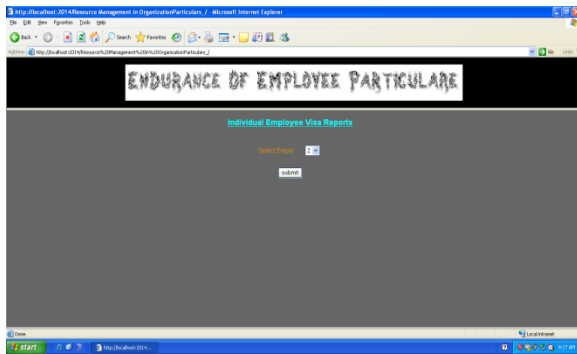 http://localhost:2014/Resource Management in OrganizationParticulars_/ - Microsoft Internet Explorer
File Edit View Favorites Tools Help
Back Search Favorites
Address http://localhost:2014/Resource%20Management%20in%20OrganizationParticulars_/ Go Links
Endurance Of Employee Particulare
Individual Employee Visa Reports
Select EmpId 2
submit
Done Local intranet
start http://localhost:2014... 9:17 AM